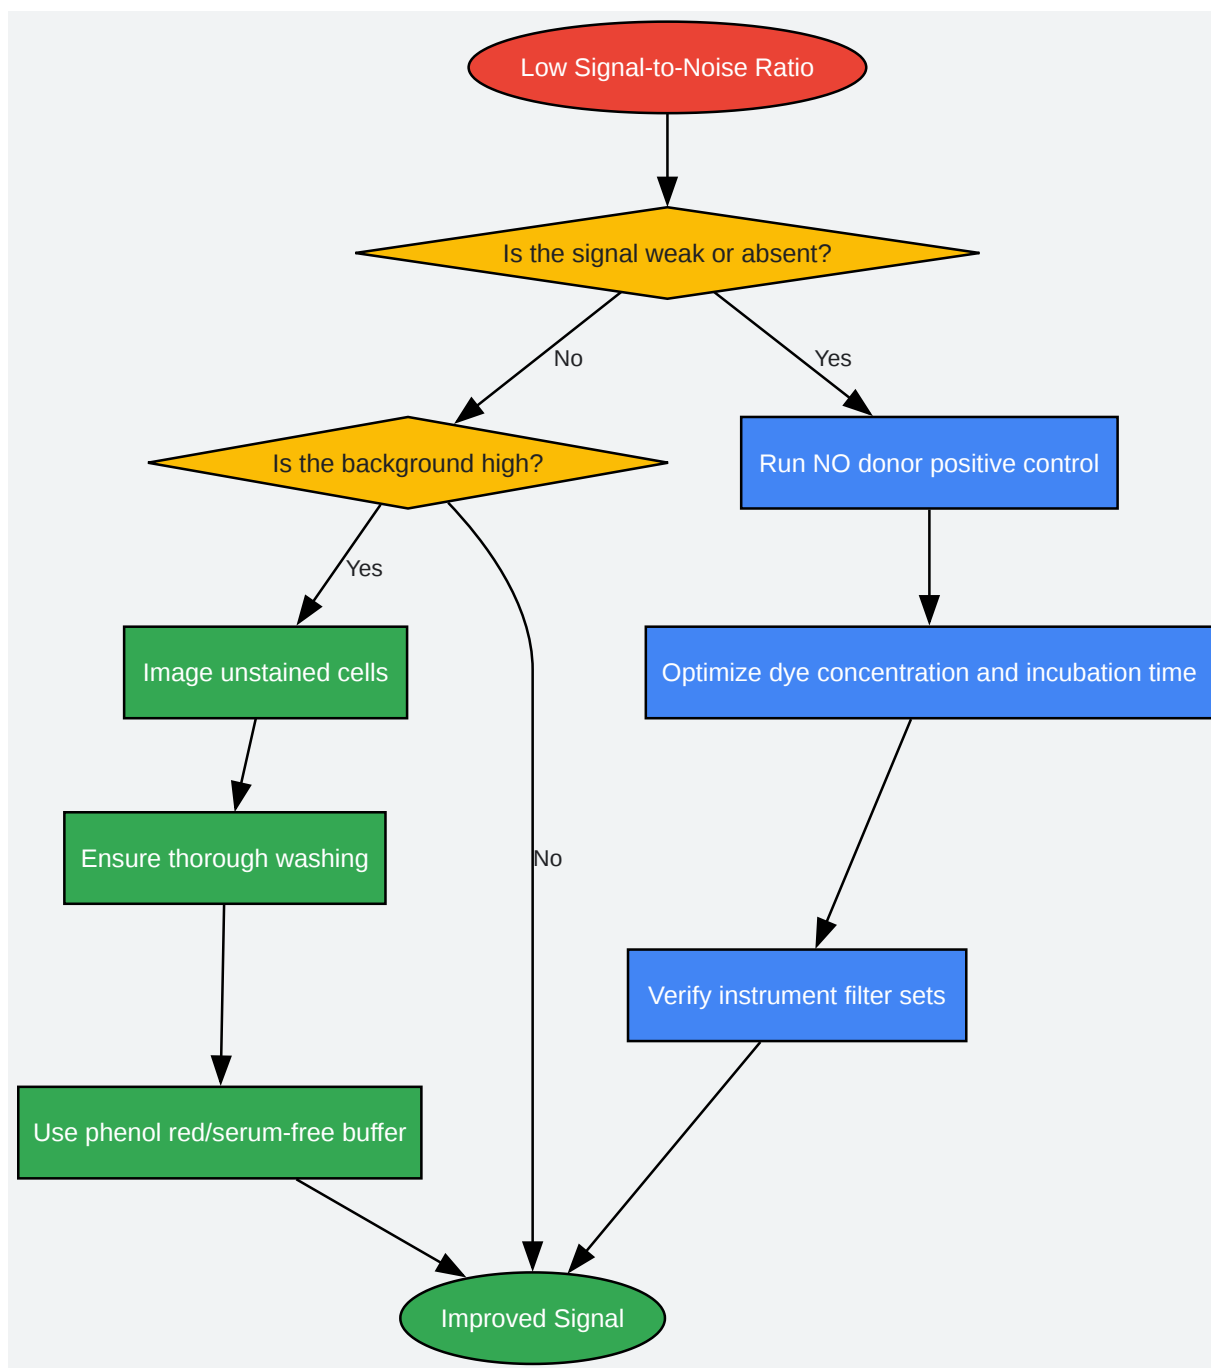 Low Signal-to-Noise Ratio
Is the signal weak or absent?
No
Yes
Is the background high?
Run NO donor positive control
Yes
Image unstained cells
Optimize dye concentration and incubation time
Ensure thorough washing
No
Verify instrument filter sets
Use phenol red/serum-free buffer
Improved Signal